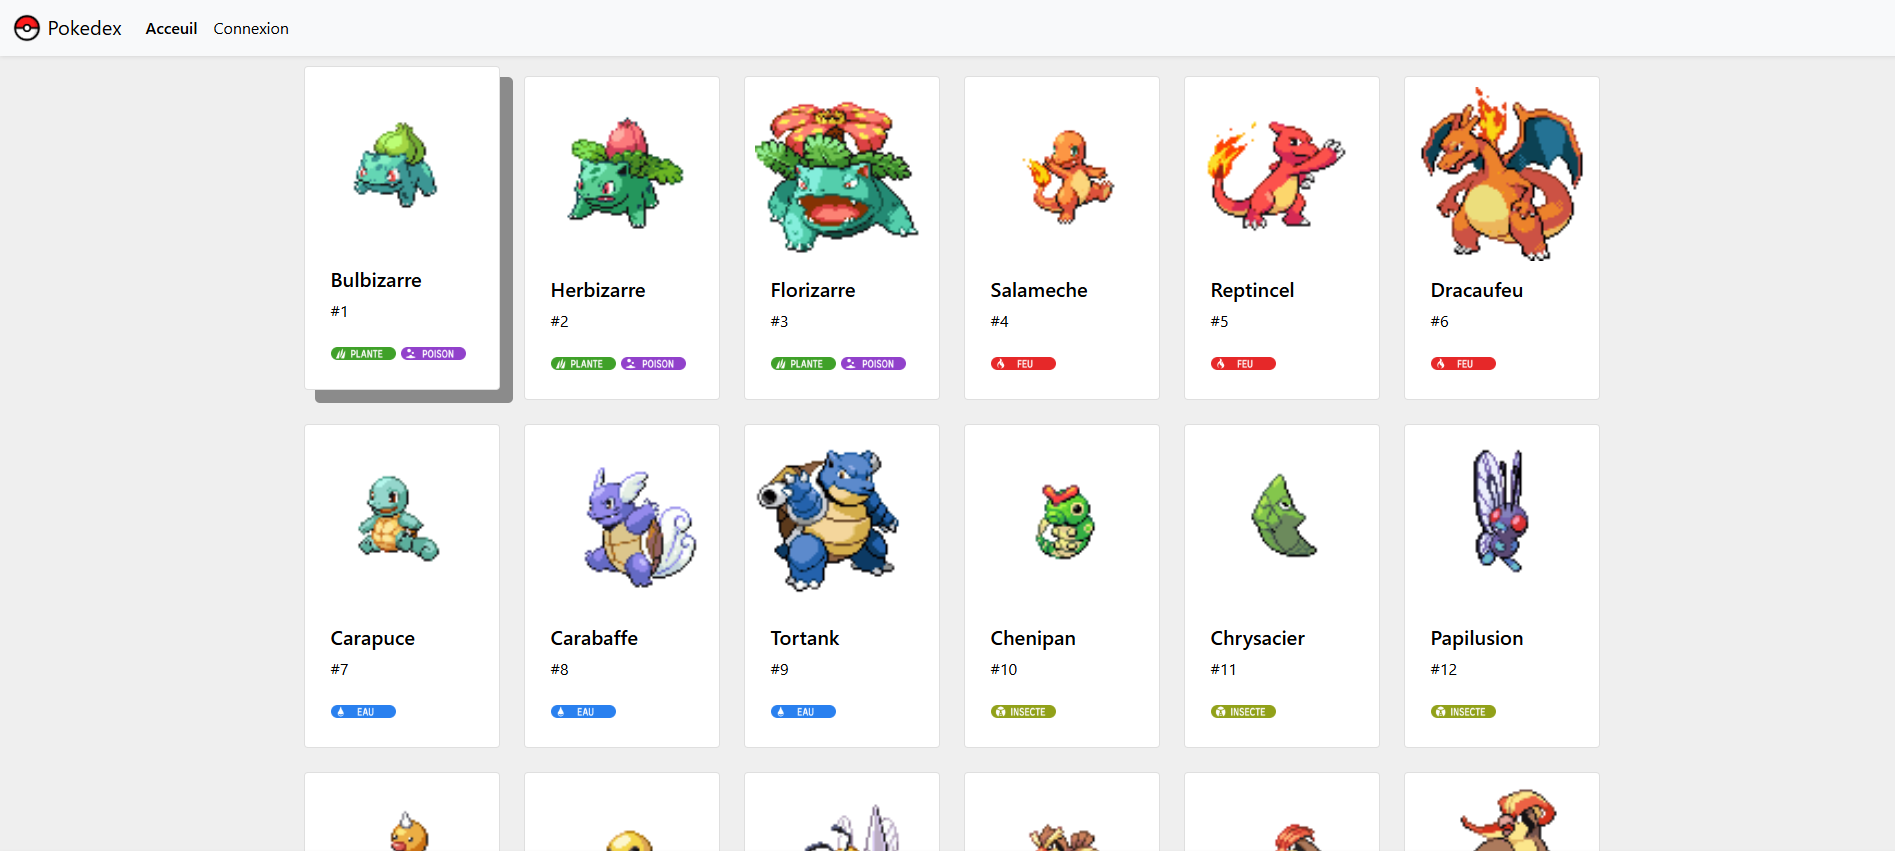 Pokedex Acceuil Connexion
Bulbizarre
#1
PLANTE POISON
Herbizarre
#2
PLANTE POISON
Florizarre
#3
PLANTE POISON
Salameche
#4
FEU
Reptincel
#5
FEU
Dracaufeu
#6
FEU
Carapuce
#7
EAU
Carabaffe
#8
EAU
Tortank
#9
EAU
Chenipan
#10
INSECTE
Chrysacier
#11
INSECTE
Papilusion
#12
INSECTE